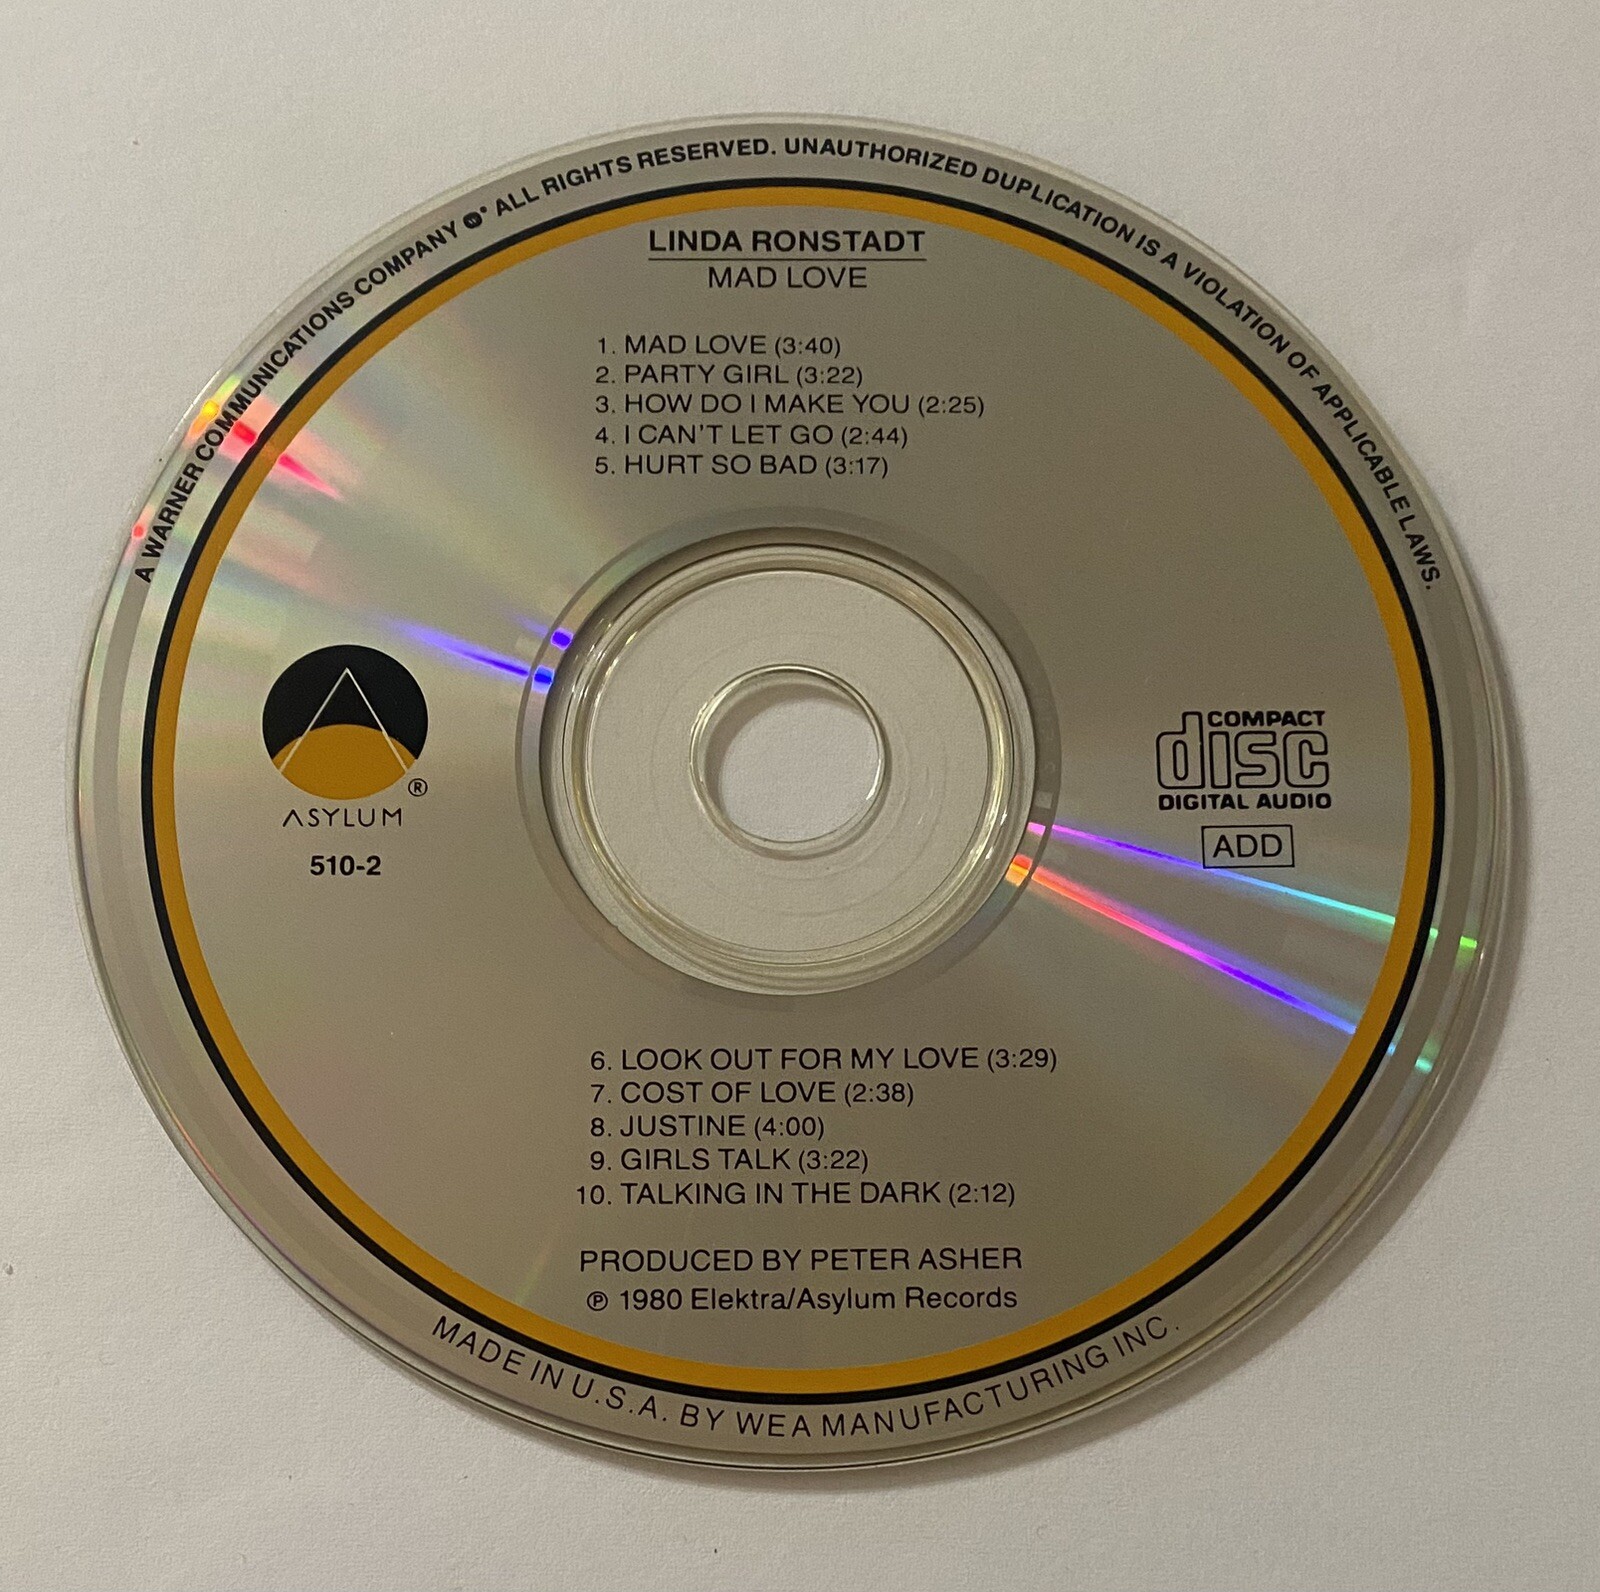 A WARNER COMMUNICATIONS COMPANY ALL RIGHTS RESERVED. UNAUTHORIZED DUPLICATION IS A VIOLATION OF APPLICABLE LAWS.
LINDA RONSTADT
MAD LOVE
1. MAD LOVE (3:40)
2. PARTY GIRL (3:22)
3. HOW DO I MAKE YOU (2:25)
4. I CAN'T LET GO (2:44)
5. HURT SO BAD (3:17)
ASYLUM ®
510-2
COMPACT
disc
DIGITAL AUDIO
ADD
6. LOOK OUT FOR MY LOVE (3:29)
7. COST OF LOVE (2:38)
8. JUSTINE (4:00)
9. GIRLS TALK (3:22)
10. TALKING IN THE DARK (2:12)
PRODUCED BY PETER ASHER
℗ 1980 Elektra/Asylum Records
MADE IN U.S.A. BY WEA MANUFACTURING INC.